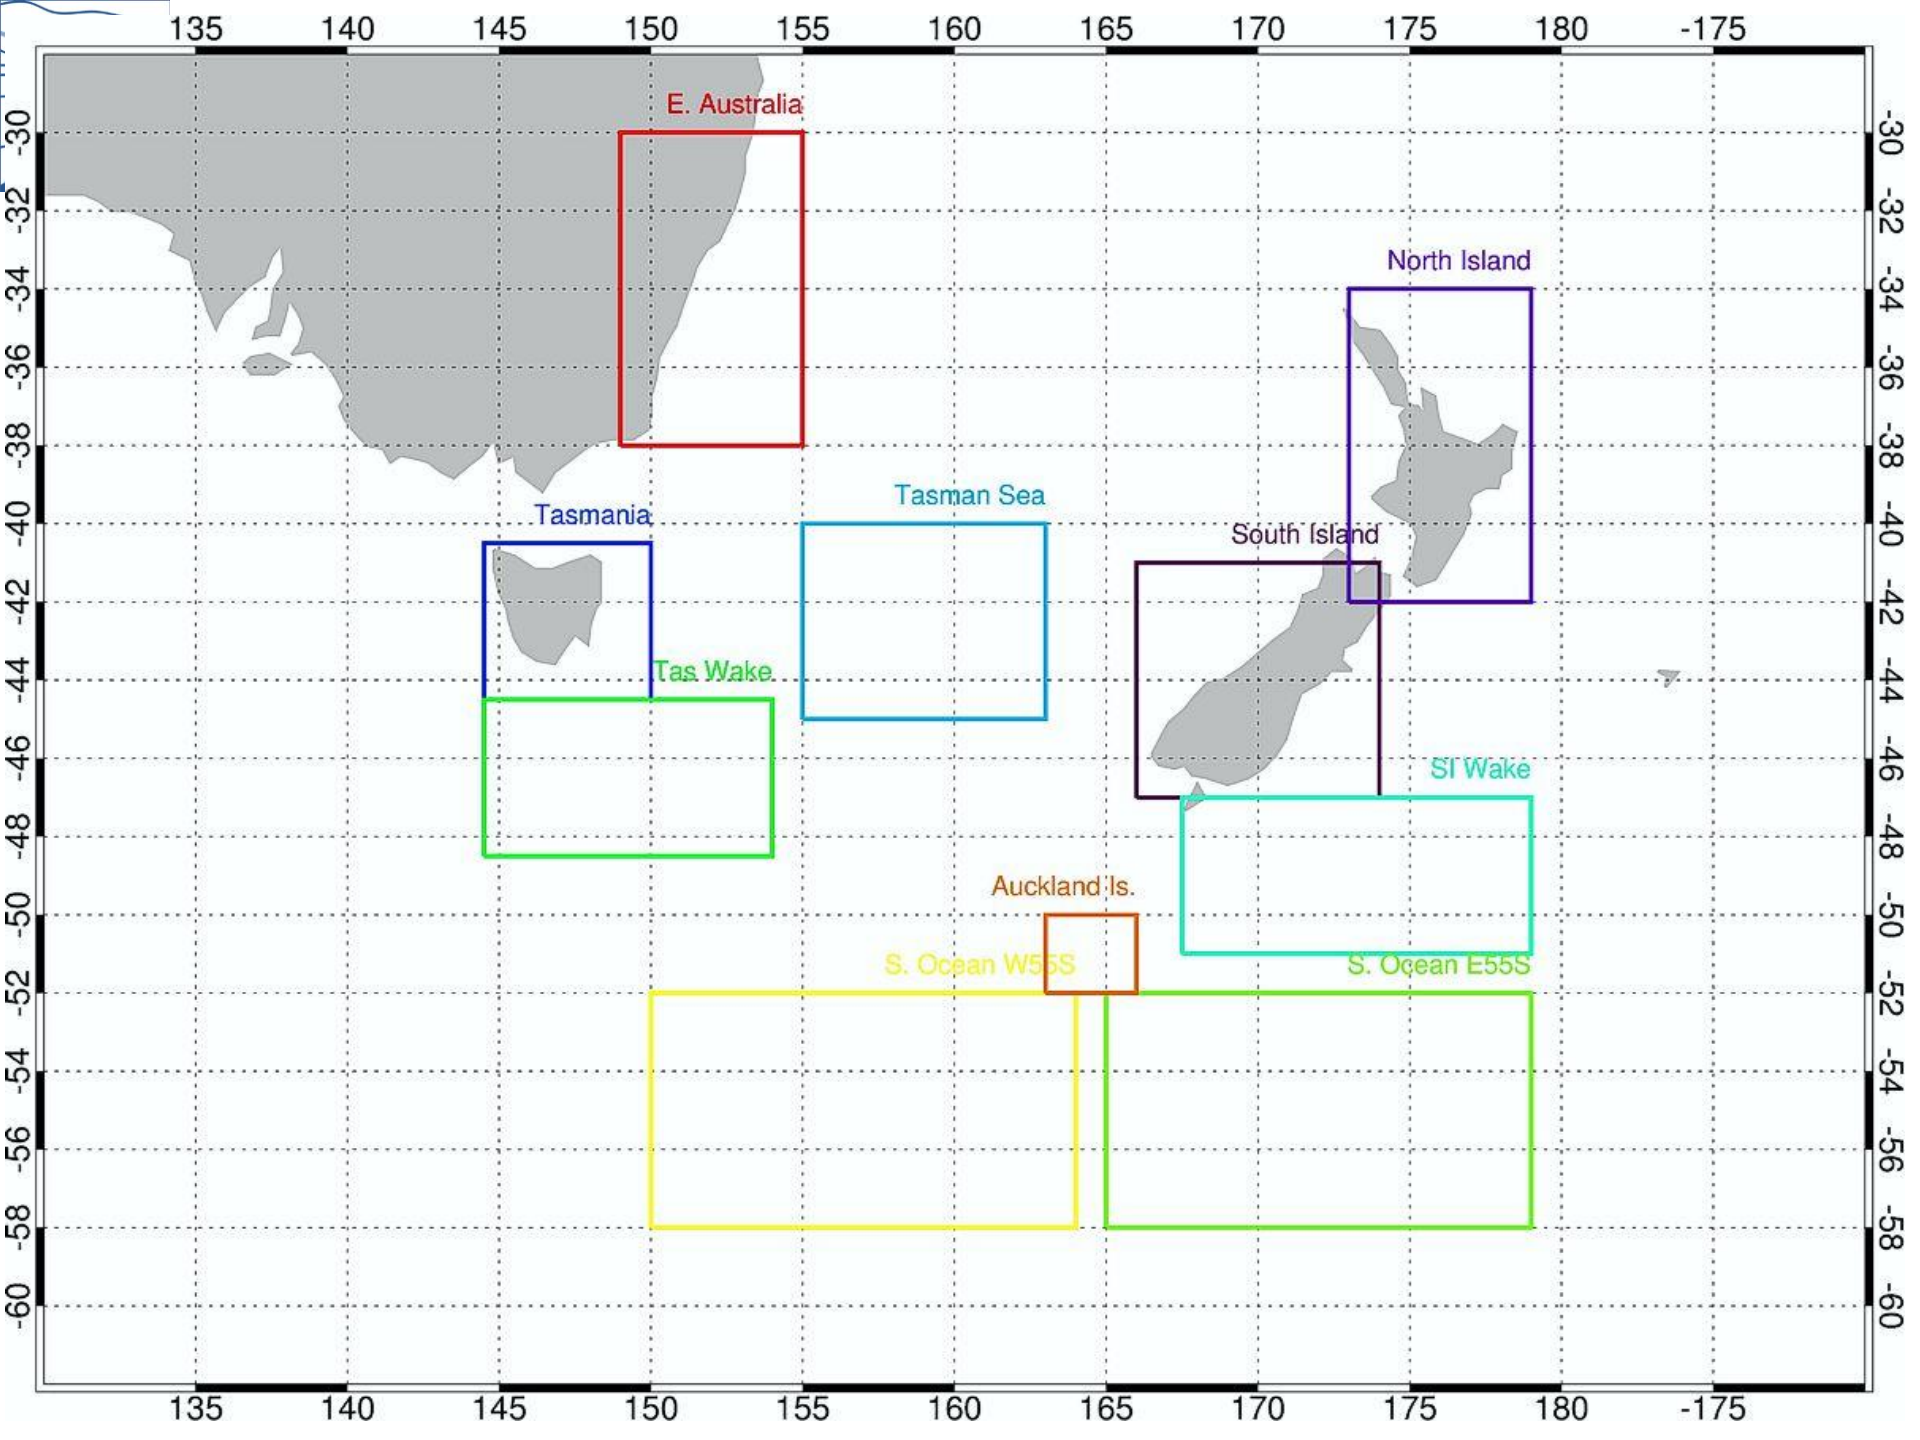 135 140 145 150 155 160 165 170 175 180 -175
E. Australia
-30 -30
-32 -32
North Island
-34 -34
-36 -36
-38 -38
Tasman Sea
Tasmania
-40 -40
South Island
-42 -42
Tas Wake
-44 -44
-46 -46
SI Wake
-48 -48
Auckland Is.
-50 -50
S. Ocean W55S S. Ocean E55S
-52 -52
-54 -54
-56 -56
-58 -58
-60 -60
135 140 145 150 155 160 165 170 175 180 -175